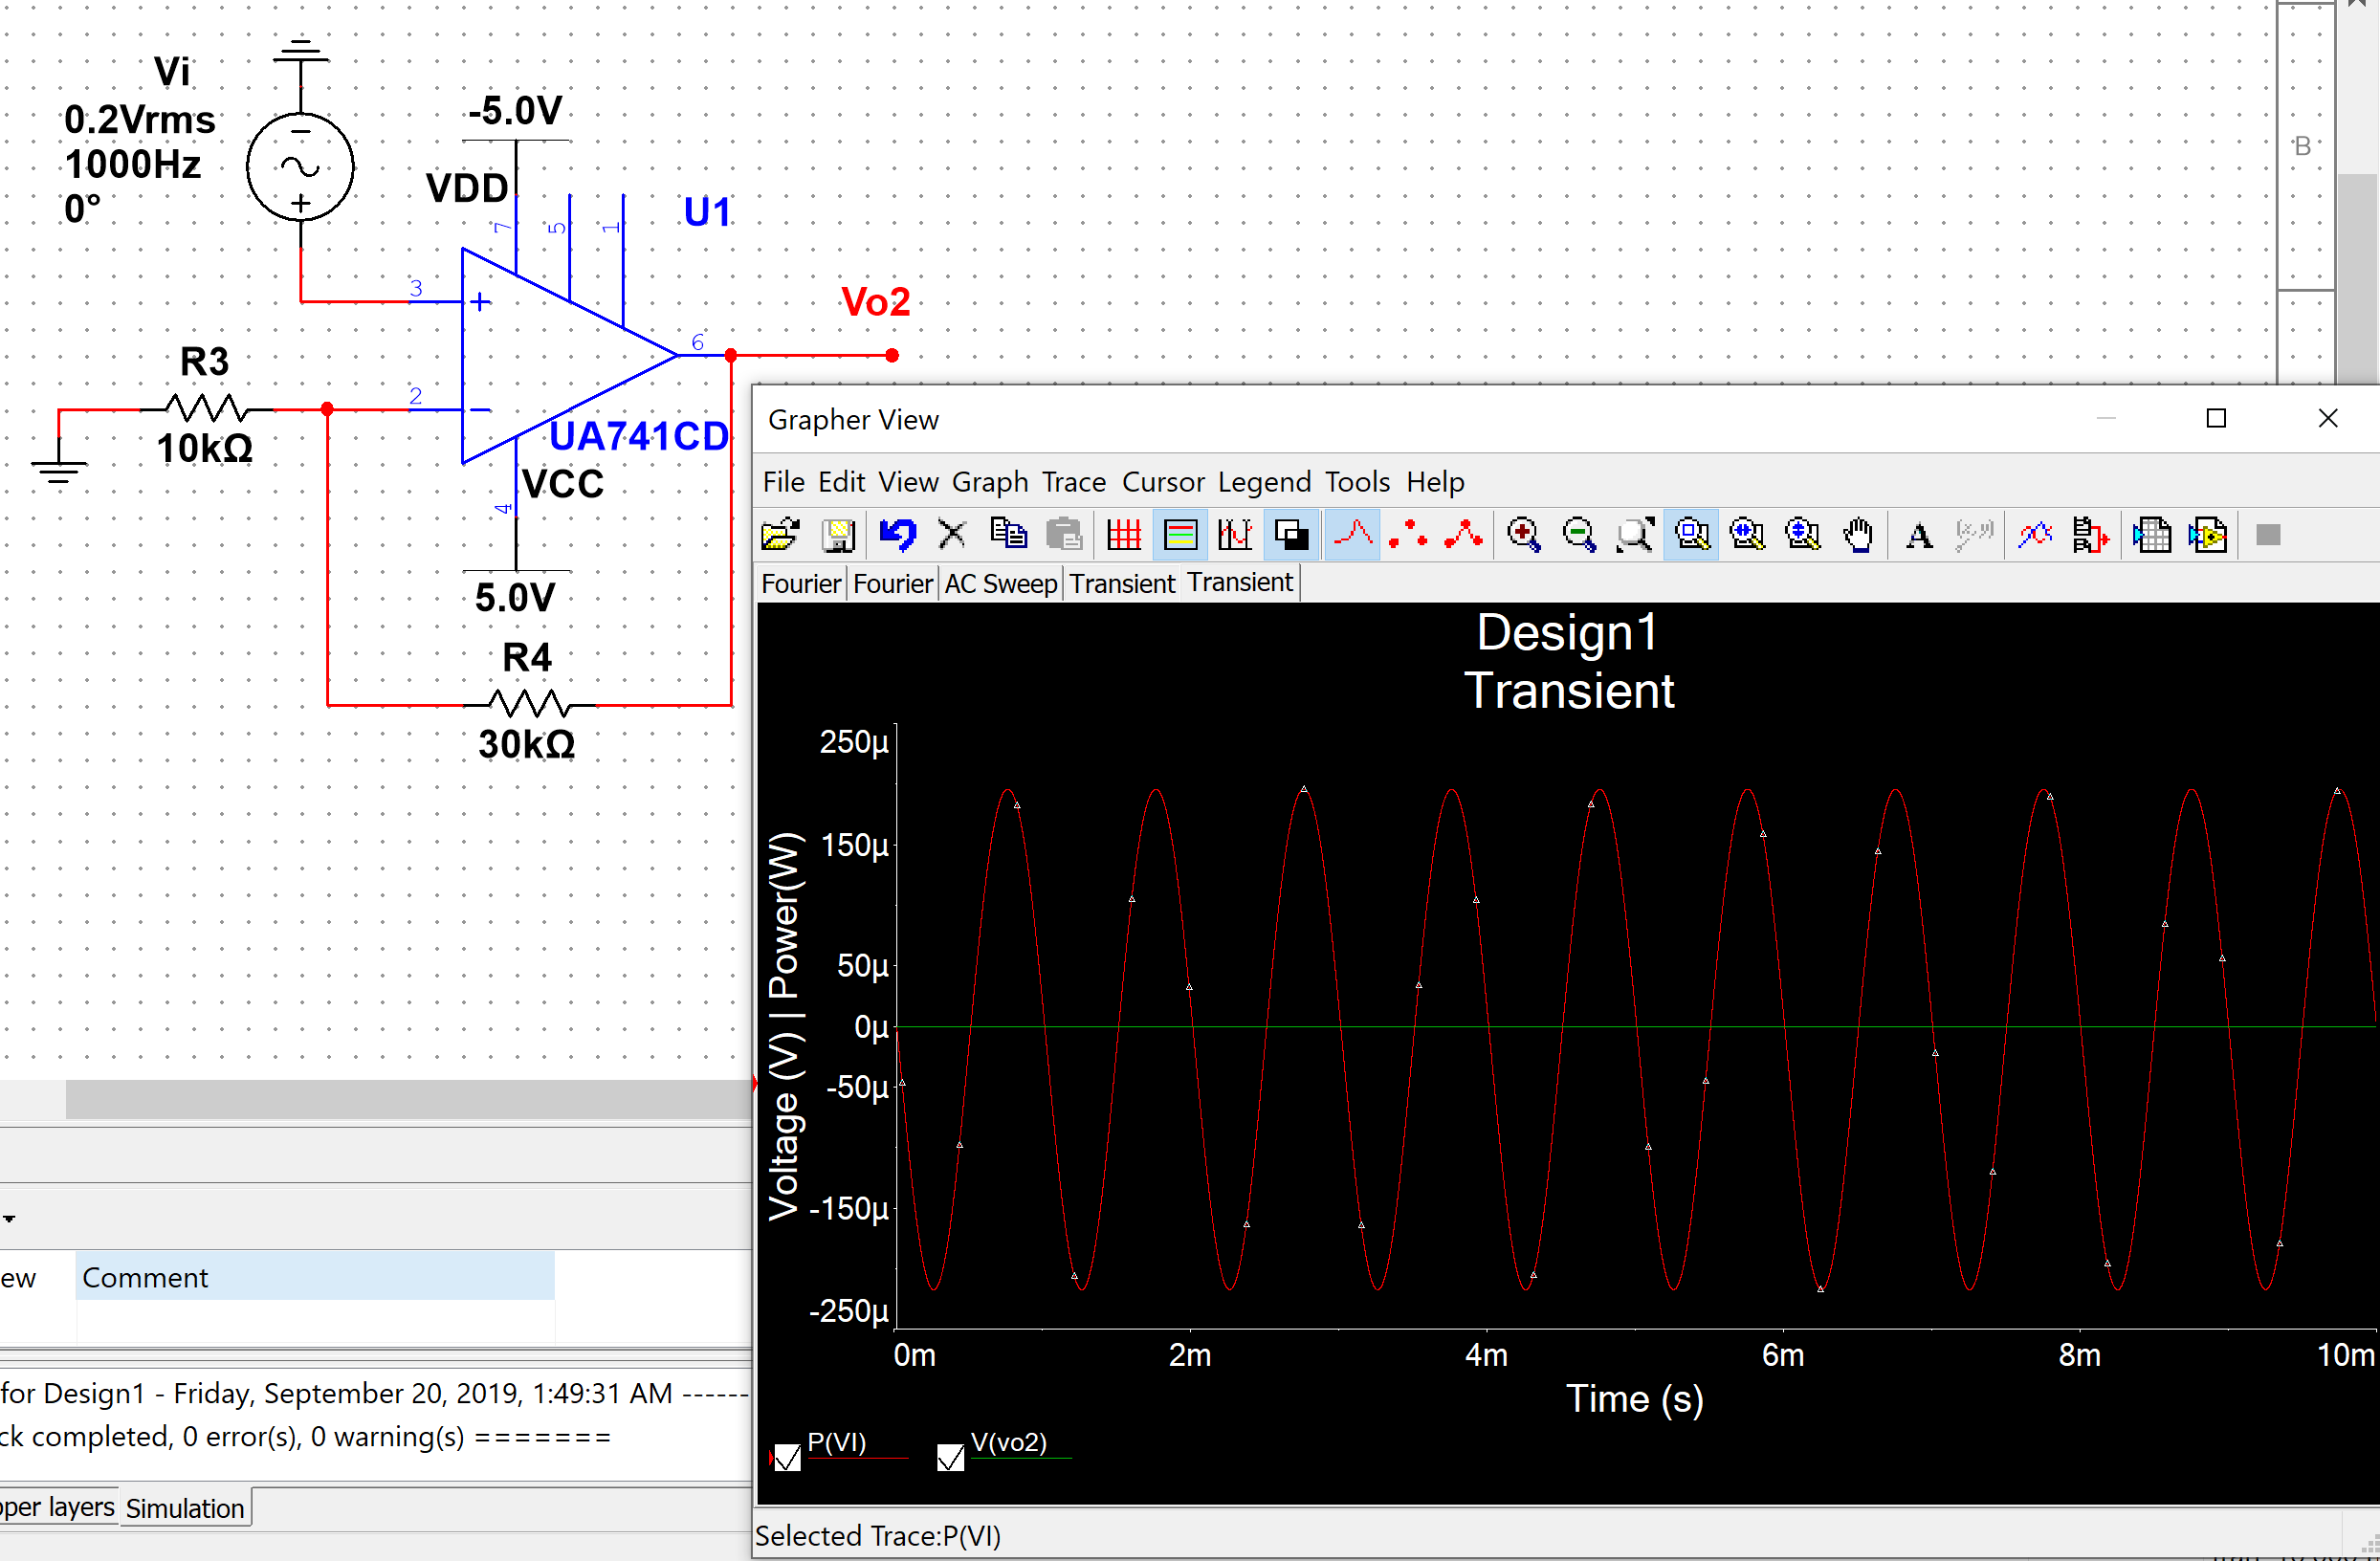 Vi
0.2Vrms
1000Hz
0°
-5.0V
VDD
7
5
1
U1
3
+
Vo2
6
R3
10kΩ
2
UA741CD
VCC
4
5.0V
R4
30kΩ
B
Grapher View
File Edit View Graph Trace Cursor Legend Tools Help
A
Fourier Fourier AC Sweep Transient Transient
Design1
Transient
Voltage (V) | Power(W)
250μ
150μ
50μ
0μ
-50μ
-150μ
-250μ
0m 2m 4m 6m 8m 10m
Time (s)
P(VI) V(vo2)
Selected Trace:P(VI)
ew Comment
for Design1 - Friday, September 20, 2019, 1:49:31 AM ------
ck completed, 0 error(s), 0 warning(s) =======
pper layers Simulation